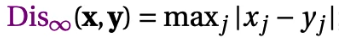 Dis∞(x,y) = maxⱼ|xⱼ − yⱼ|